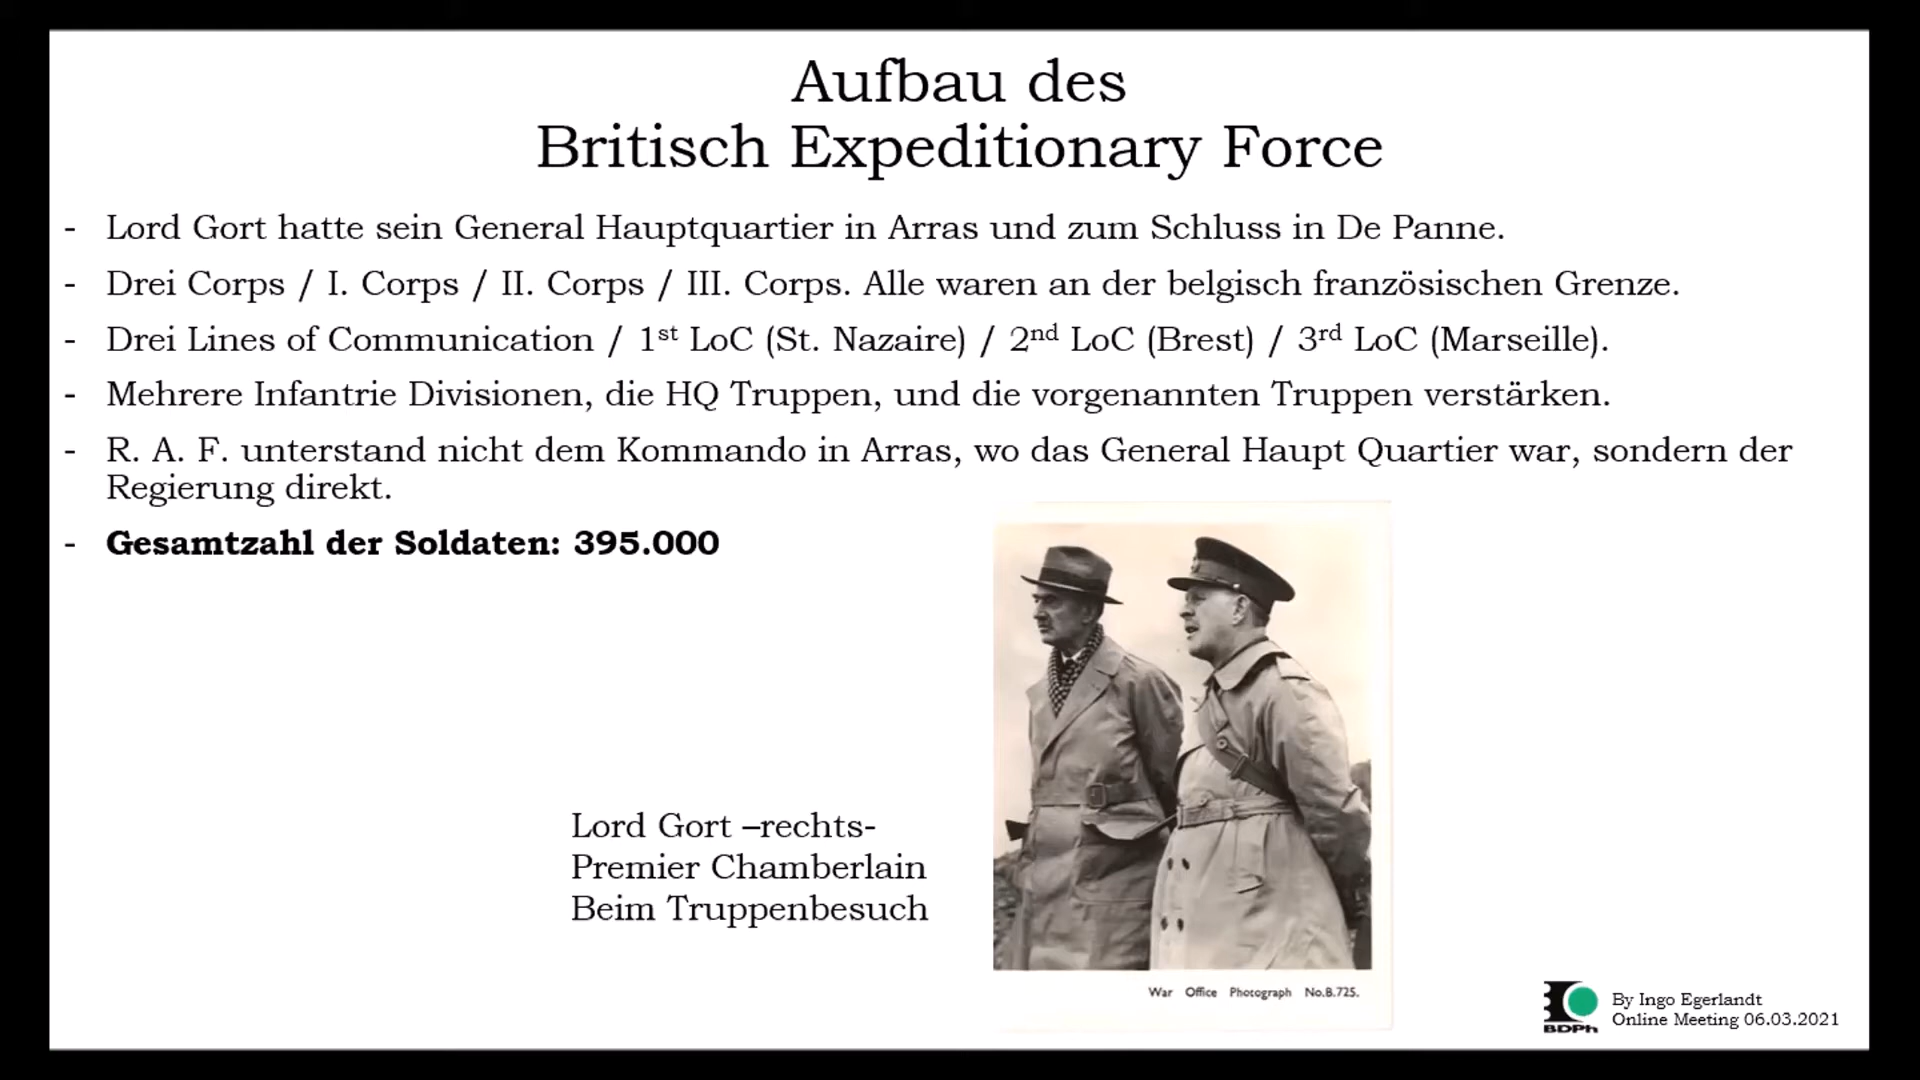 Aufbau des
Britisch Expeditionary Force
- Lord Gort hatte sein General Hauptquartier in Arras und zum Schluss in De Panne.
- Drei Corps / I. Corps / II. Corps / III. Corps. Alle waren an der belgisch französischen Grenze.
- Drei Lines of Communication / 1st LoC (St. Nazaire) / 2nd LoC (Brest) / 3rd LoC (Marseille).
- Mehrere Infantrie Divisionen, die HQ Truppen, und die vorgenannten Truppen verstärken.
- R. A. F. unterstand nicht dem Kommando in Arras, wo das General Haupt Quartier war, sondern der
Regierung direkt.
- Gesamtzahl der Soldaten: 395.000
Lord Gort –rechts-
Premier Chamberlain
Beim Truppenbesuch
War Office Photograph No.B.725.
BDPh
By Ingo Egerlandt
Online Meeting 06.03.2021